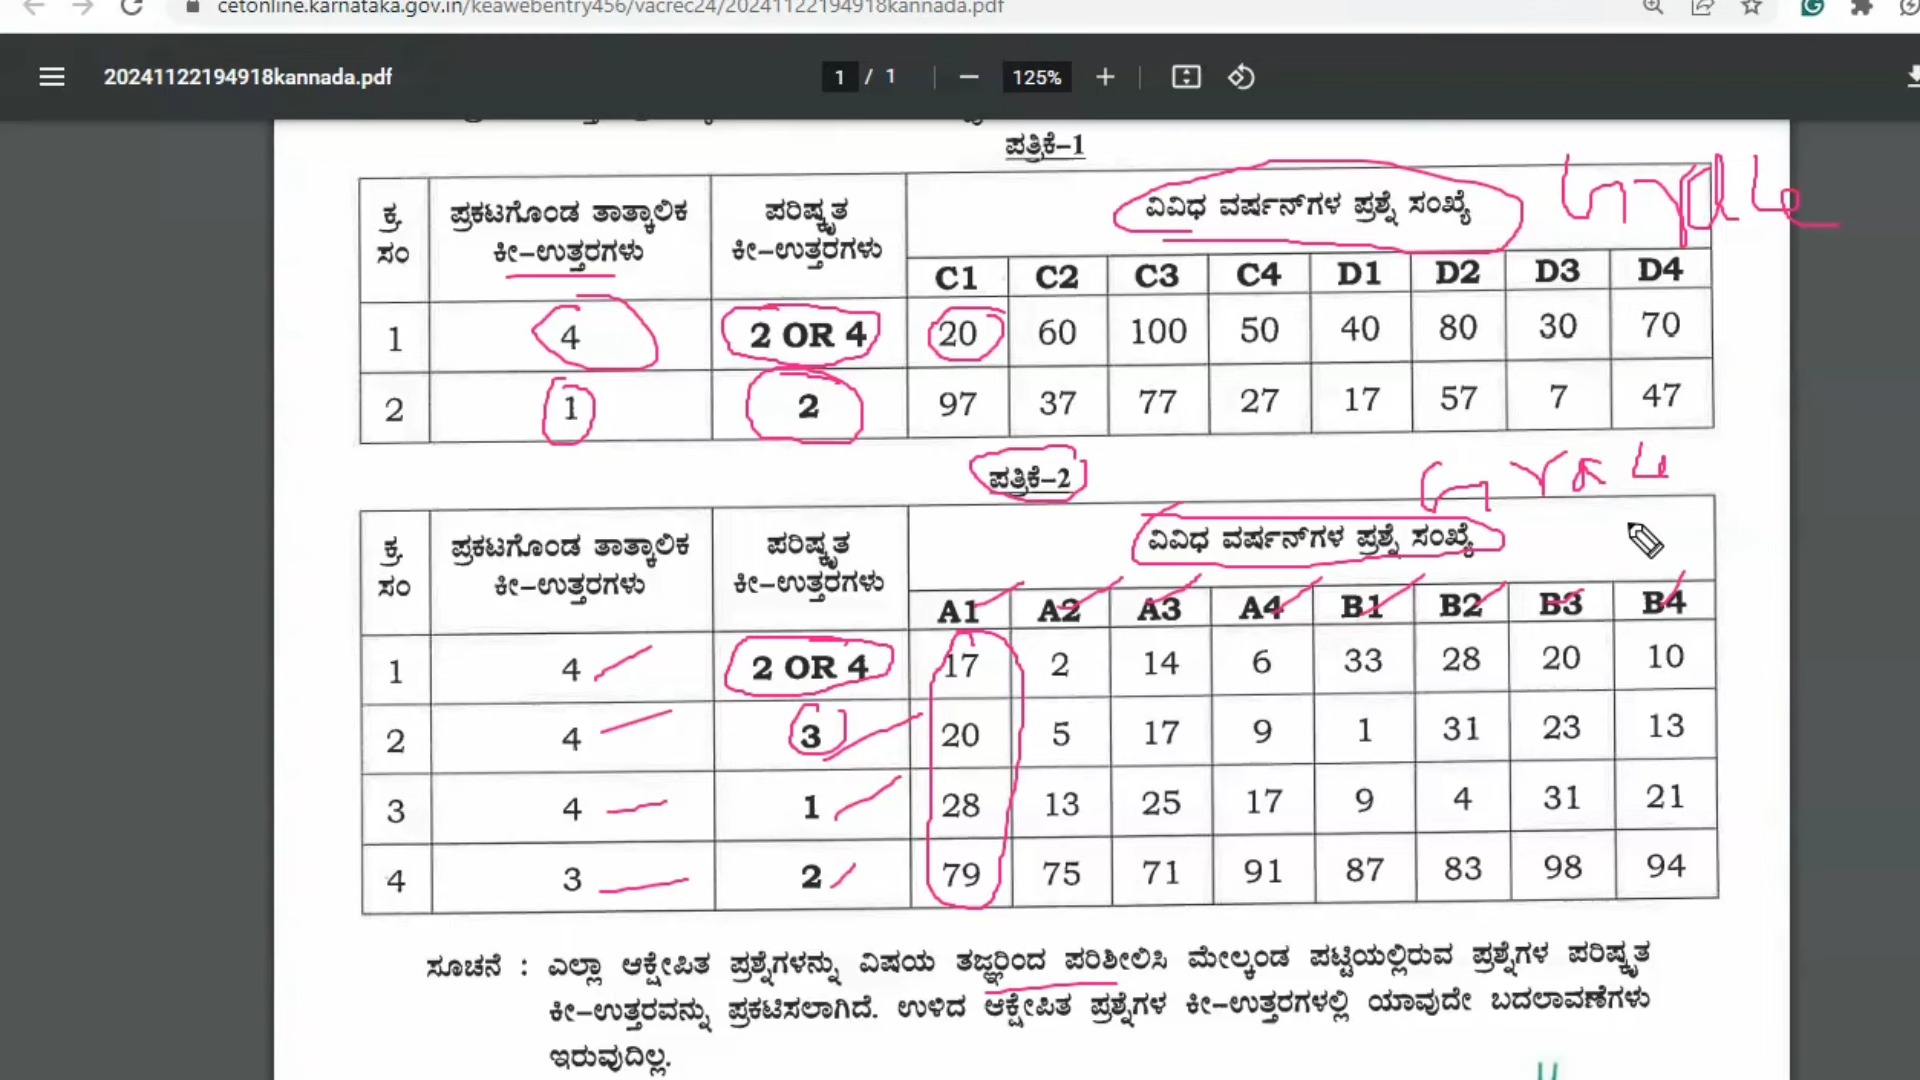 cetonline.karnataka.gov.in/keawebentry456/vacrec24/20241122194918kannada.pdf
20241122194918kannada.pdf 1 / 1 125%
ಪತ್ರಿಕೆ-1
ಕ್ರ ಸಂ ಪ್ರಕಟಗೊಂಡ ತಾತ್ಕಾಲಿಕ ಕೀ-ಉತ್ತರಗಳು ಪರಿಷ್ಕೃತ ಕೀ-ಉತ್ತರಗಳು ವಿವಿಧ ವರ್ಷನ್‌ಗಳ ಪ್ರಶ್ನೆ ಸಂಖ್ಯೆ
C1 C2 C3 C4 D1 D2 D3 D4
1 4 2 OR 4 20 60 100 50 40 80 30 70
2 1 2 97 37 77 27 17 57 7 47
ಪತ್ರಿಕೆ-2
ಕ್ರ ಸಂ ಪ್ರಕಟಗೊಂಡ ತಾತ್ಕಾಲಿಕ ಕೀ-ಉತ್ತರಗಳು ಪರಿಷ್ಕೃತ ಕೀ-ಉತ್ತರಗಳು ವಿವಿಧ ವರ್ಷನ್‌ಗಳ ಪ್ರಶ್ನೆ ಸಂಖ್ಯೆ
A1 A2 A3 A4 B1 B2 B3 B4
1 4 2 OR 4 17 2 14 6 33 28 20 10
2 4 3 20 5 17 9 1 31 23 13
3 4 1 28 13 25 17 9 4 31 21
4 3 2 79 75 71 91 87 83 98 94
ಸೂಚನೆ : ಎಲ್ಲಾ ಆಕ್ಷೇಪಿತ ಪ್ರಶ್ನೆಗಳನ್ನು ವಿಷಯ ತಜ್ಞರಿಂದ ಪರಿಶೀಲಿಸಿ ಮೇಲ್ಕಂಡ ಪಟ್ಟಿಯಲ್ಲಿರುವ ಪ್ರಶ್ನೆಗಳ ಪರಿಷ್ಕೃತ
ಕೀ-ಉತ್ತರವನ್ನು ಪ್ರಕಟಿಸಲಾಗಿದೆ. ಉಳಿದ ಆಕ್ಷೇಪಿತ ಪ್ರಶ್ನೆಗಳ ಕೀ-ಉತ್ತರಗಳಲ್ಲಿ ಯಾವುದೇ ಬದಲಾವಣೆಗಳು
ಇರುವುದಿಲ್ಲ.